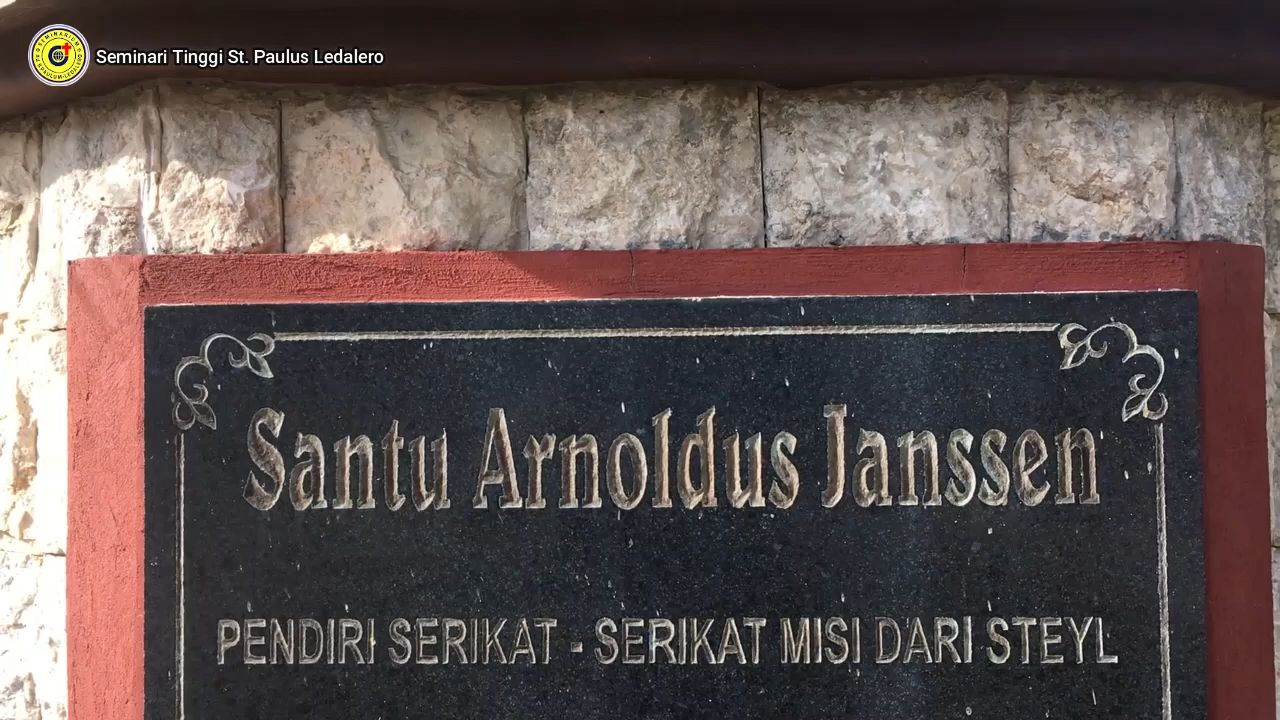 Seminari Tinggi St. Paulus Ledalero
Santu Arnoldus Janssen
PENDIRI SERIKAT - SERIKAT MISI DARI STEYL